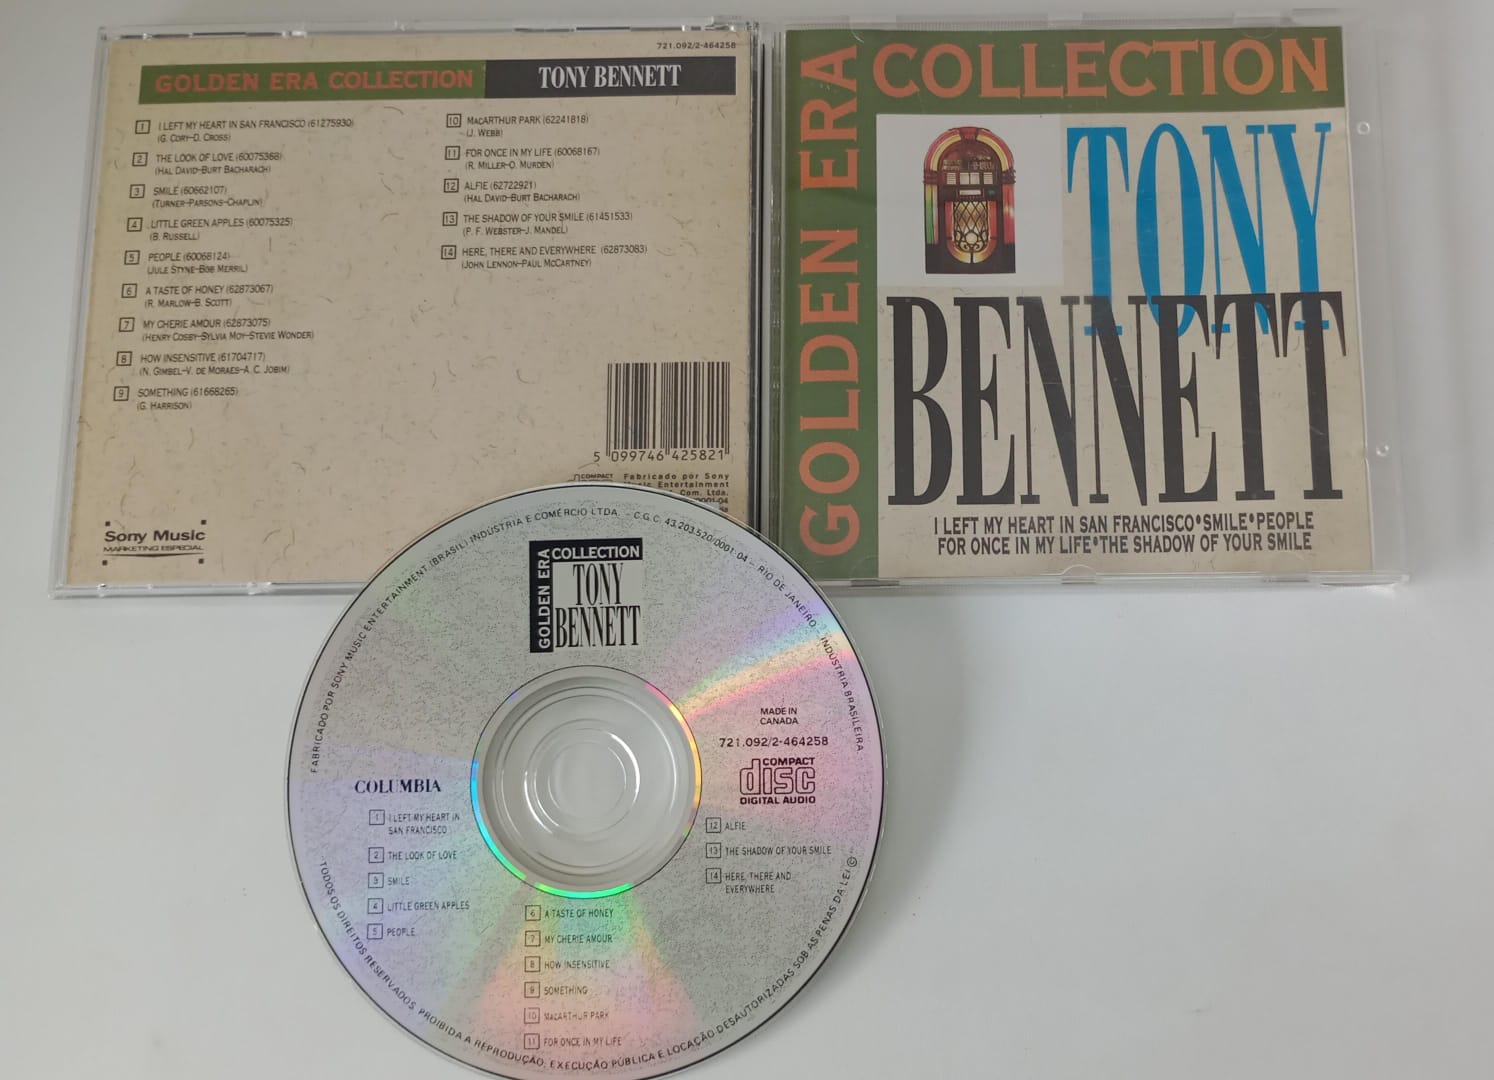 721.092/2-464258
GOLDEN ERA COLLECTION TONY BENNETT
1 I LEFT MY HEART IN SAN FRANCISCO (61275930)
(G. CORY-D. CROSS)
2 THE LOOK OF LOVE (60075368)
(HAL DAVID-BURT BACHARACH)
3 SMILE (60662107)
(TURNER-PARSONS-CHAPLIN)
4 LITTLE GREEN APPLES (60075325)
(B. RUSSELL)
5 PEOPLE (60068124)
(JULE STYNE-BOB MERRIL)
6 A TASTE OF HONEY (62873067)
(R. MARLOW-B. SCOTT)
7 MY CHERIE AMOUR (62873075)
(HENRY COSBY-SYLVIA MOY-STEVIE WONDER)
8 HOW INSENSITIVE (61704717)
(N. GIMBEL-V. DE MORAES-A. C. JOBIM)
9 SOMETHING (61668265)
(G. HARRISON)
10 MACARTHUR PARK (62241818)
(J. WEBB)
11 FOR ONCE IN MY LIFE (60068167)
(R. MILLER-O. MURDEN)
12 ALFIE (62722921)
(HAL DAVID-BURT BACHARACH)
13 THE SHADOW OF YOUR SMILE (61451533)
(P. F. WEBSTER-J. MANDEL)
14 HERE, THERE AND EVERYWHERE (62873083)
(JOHN LENNON-PAUL McCARTNEY)
5 099746 425821
COMPACT
Fabricado por Sony
Music Entertainment
Com. Ltda.
0001-04
Sony Music
MARKETING ESPECIAL
GOLDEN ERA
COLLECTION
TONY
BENNETT
I LEFT MY HEART IN SAN FRANCISCO•SMILE•PEOPLE
FOR ONCE IN MY LIFE•THE SHADOW OF YOUR SMILE
FABRICADO POR SONY MUSIC ENTERTAINMENT (BRASIL) INDÚSTRIA E COMÉRCIO LTDA. - C.G.C. 43.203.520/0001-04 - RIO DE JANEIRO - INDÚSTRIA BRASILEIRA.
GOLDEN ERA
COLLECTION
TONY
BENNETT
MADE IN
CANADA
721.092/2-464258
COMPACT
disc
DIGITAL AUDIO
COLUMBIA
1 I LEFT MY HEART IN
SAN FRANCISCO
2 THE LOOK OF LOVE
3 SMILE
4 LITTLE GREEN APPLES
5 PEOPLE
6 A TASTE OF HONEY
7 MY CHERIE AMOUR
8 HOW INSENSITIVE
9 SOMETHING
10 MACARTHUR PARK
11 FOR ONCE IN MY LIFE
12 ALFIE
13 THE SHADOW OF YOUR SMILE
14 HERE, THERE AND
EVERYWHERE
TODOS OS DIREITOS RESERVADOS. PROIBIDA A REPRODUÇÃO, EXECUÇÃO PÚBLICA E LOCAÇÃO DESAUTORIZADAS SOB AS PENAS DA LEI ©